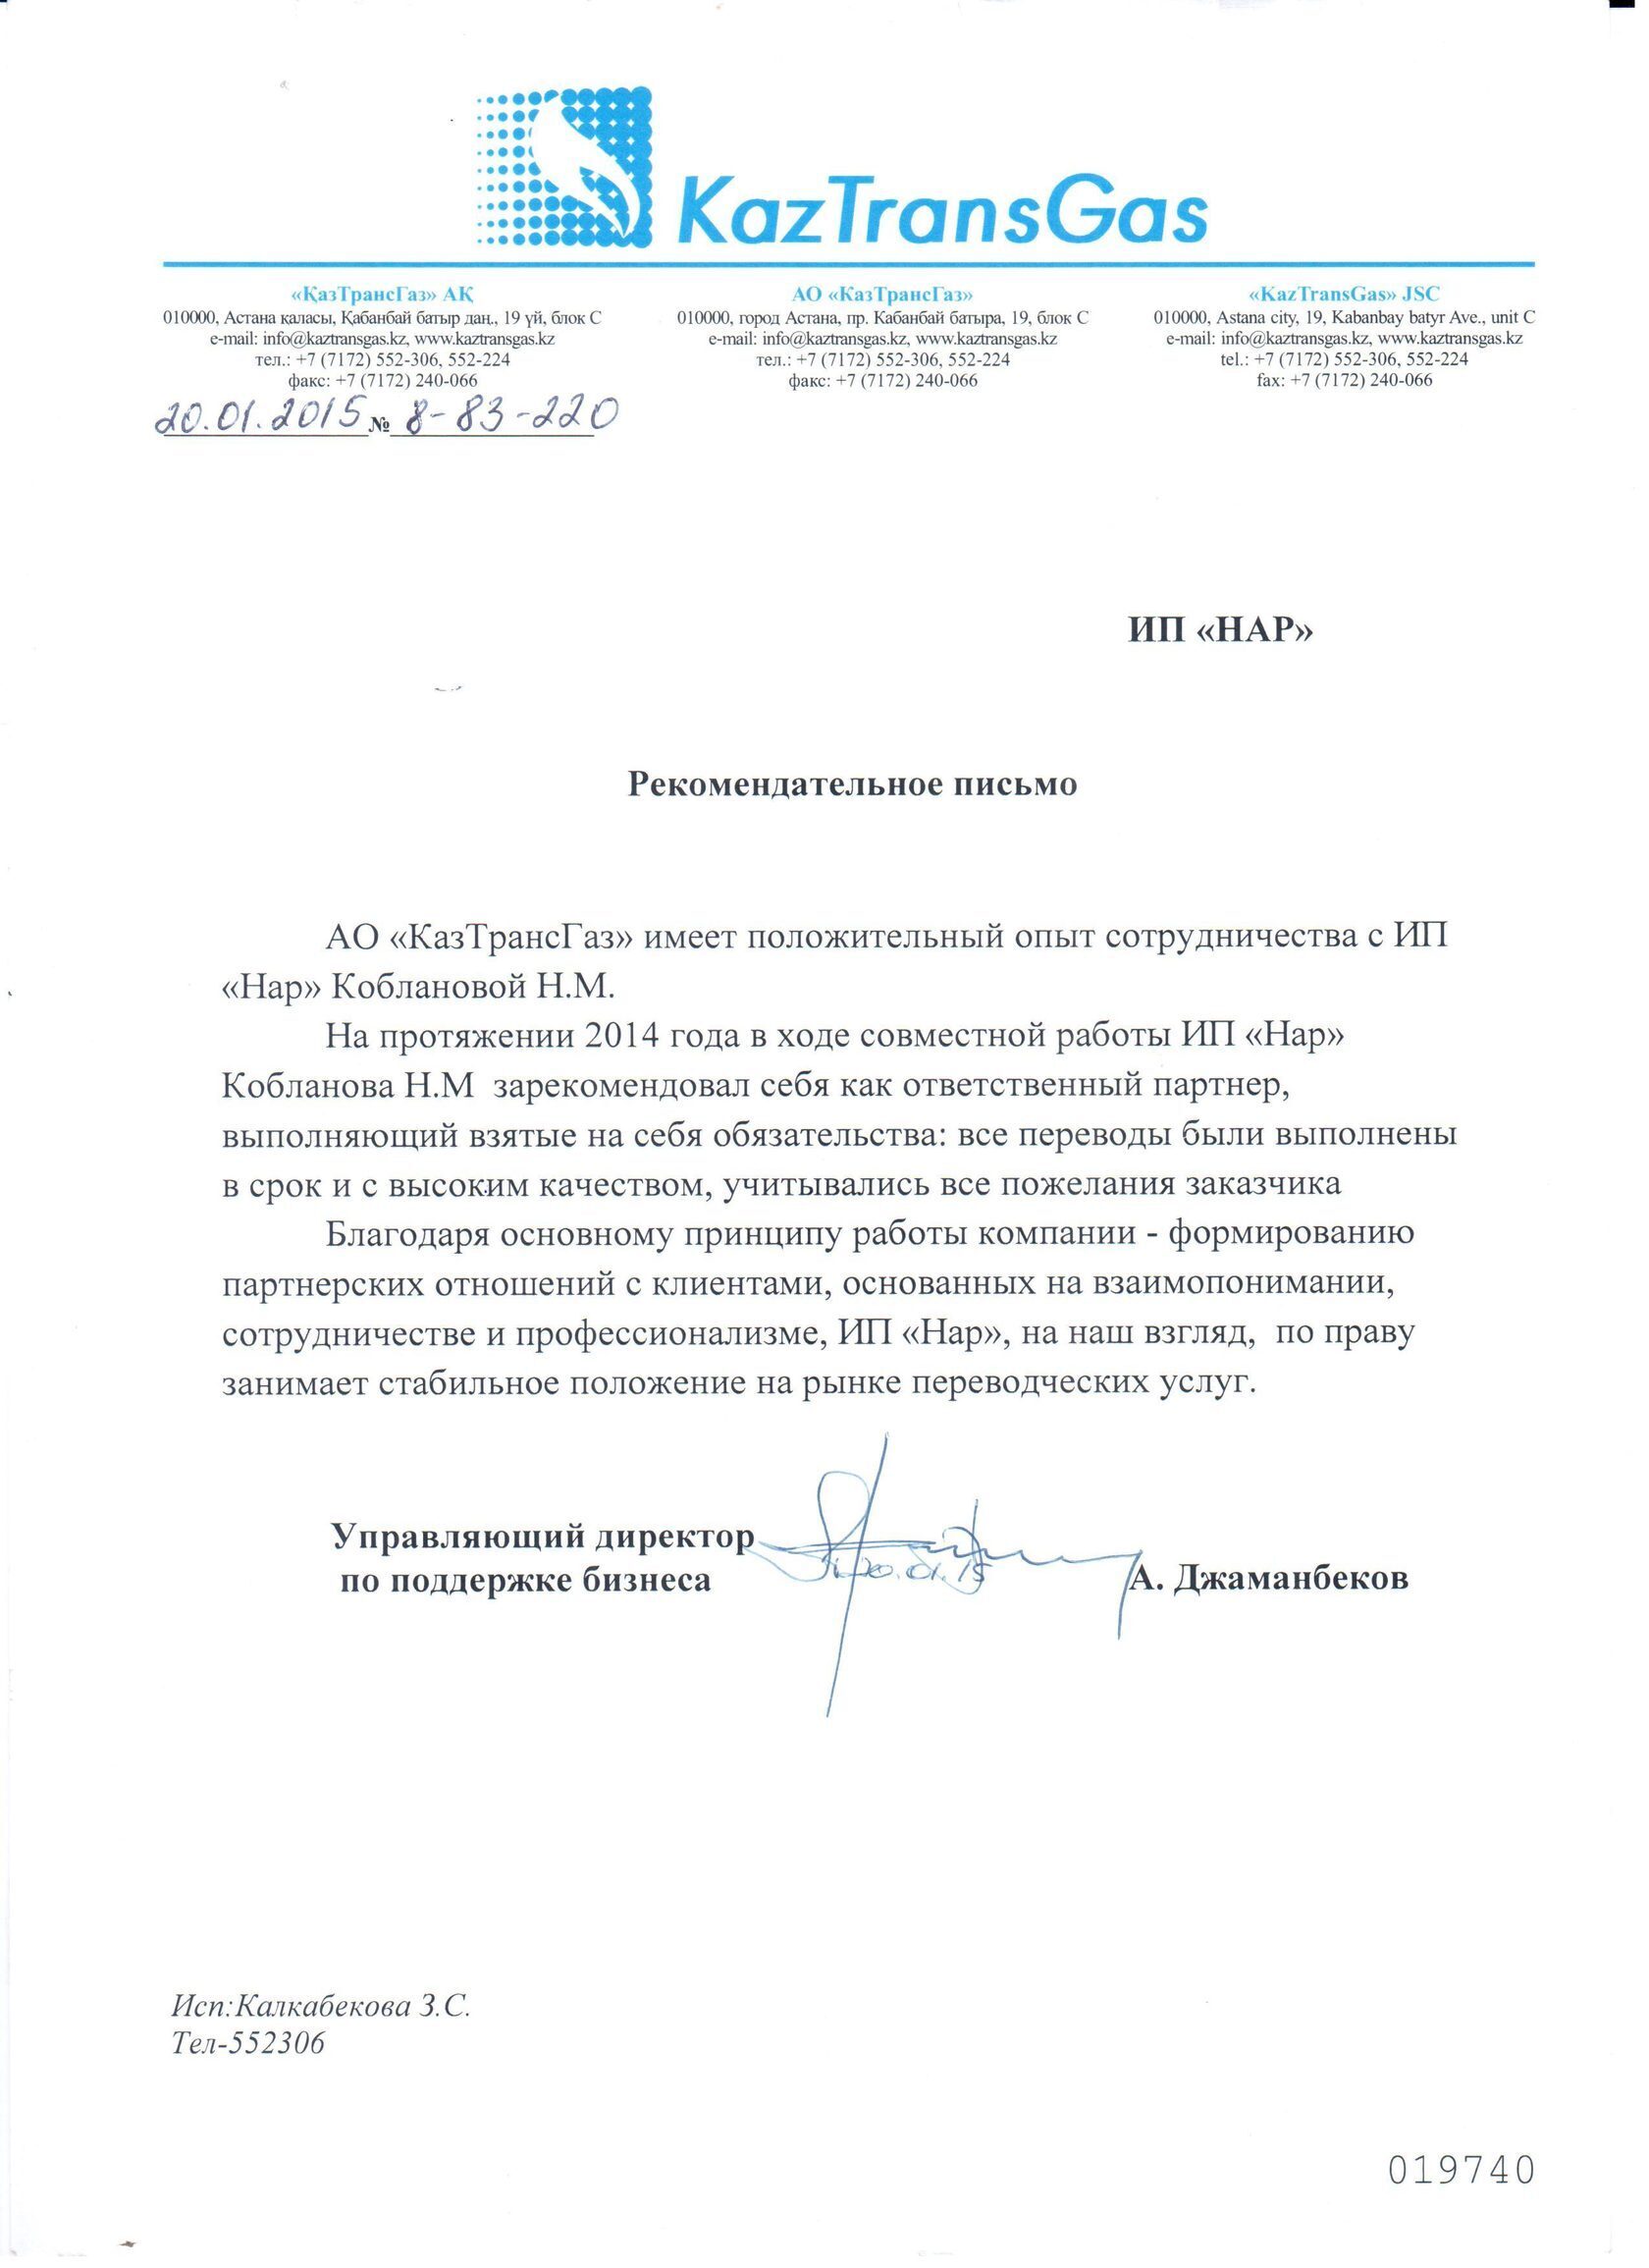 KazTransGas
«ҚазТрансГаз» АҚ
010000, Астана қаласы, Қабанбай батыр даң., 19 үй, блок С
e-mail: info@kaztransgas.kz, www.kaztransgas.kz
тел.: +7 (7172) 552-306, 552-224
факс: +7 (7172) 240-066
АО «КазТрансГаз»
010000, город Астана, пр. Кабанбай батыра, 19, блок С
e-mail: info@kaztransgas.kz, www.kaztransgas.kz
тел.: +7 (7172) 552-306, 552-224
факс: +7 (7172) 240-066
«KazTransGas» JSC
010000, Astana city, 19, Kabanbay batyr Ave., unit C
e-mail: info@kaztransgas.kz, www.kaztransgas.kz
tel.: +7 (7172) 552-306, 552-224
fax: +7 (7172) 240-066
20.01.2015 № 8-83-220
ИП «НАР»
Рекомендательное письмо
АО «КазТрансГаз» имеет положительный опыт сотрудничества с ИП
«Нар» Коблановой Н.М.
На протяжении 2014 года в ходе совместной работы ИП «Нар»
Кобланова Н.М зарекомендовал себя как ответственный партнер,
выполняющий взятые на себя обязательства: все переводы были выполнены
в срок и с высоким качеством, учитывались все пожелания заказчика
Благодаря основному принципу работы компании - формированию
партнерских отношений с клиентами, основанных на взаимопонимании,
сотрудничестве и профессионализме, ИП «Нар», на наш взгляд, по праву
занимает стабильное положение на рынке переводческих услуг.
Управляющий директор
по поддержке бизнеса
20.01.15
А. Джаманбеков
Исп:Калкабекова З.С.
Тел-552306
019740